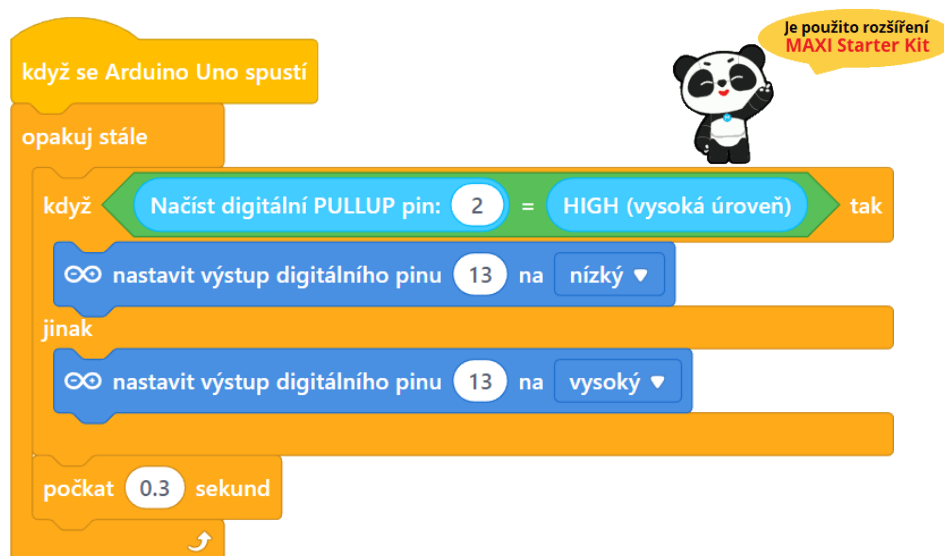 Je použito rozšíření
MAXI Starter Kit
když se Arduino Uno spustí
opakuj stále
když Načíst digitální PULLUP pin: 2 = HIGH (vysoká úroveň) tak
nastavit výstup digitálního pinu 13 na nízký
jinak
nastavit výstup digitálního pinu 13 na vysoký
počkat 0.3 sekund